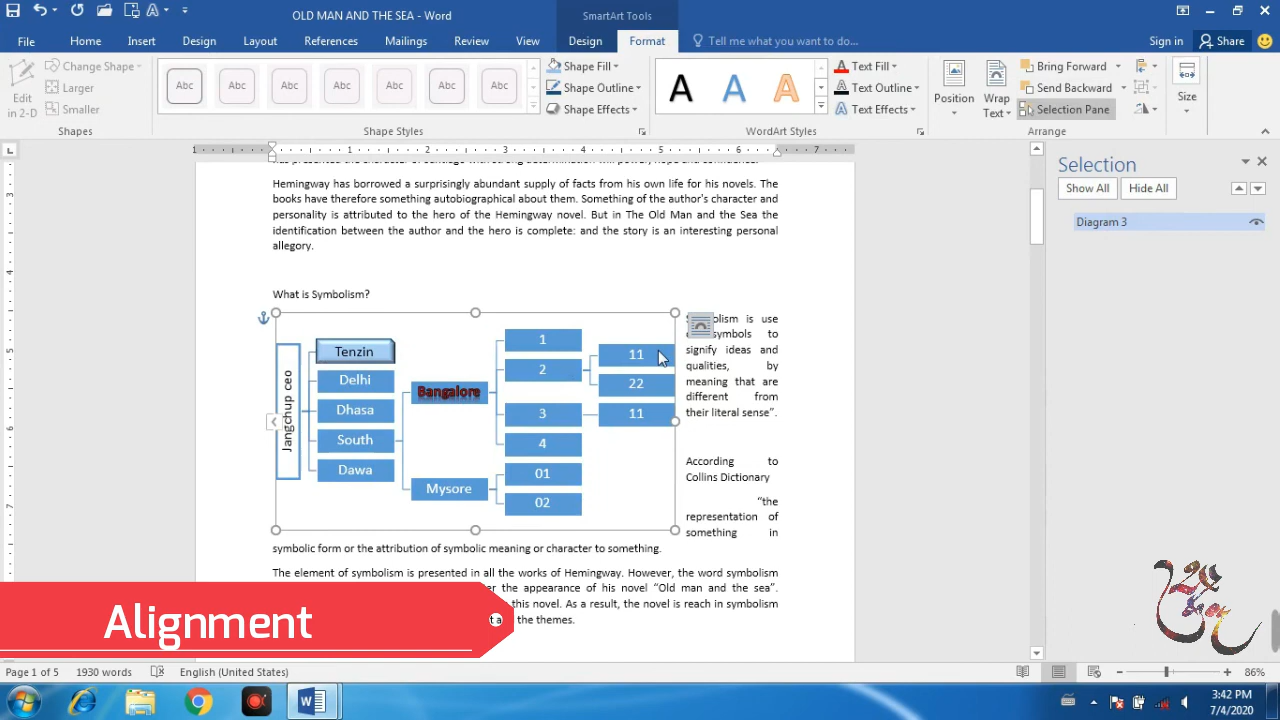 OLD MAN AND THE SEA - Word
SmartArt Tools
File Home Insert Design Layout References Mailings Review View Design Format Tell me what you want to do... Sign in Share
Edit in 2-D
Change Shape
Larger
Smaller
Shapes
Abc Abc Abc Abc Abc Abc Abc
Shape Fill
Shape Outline
Shape Effects
Shape Styles
A A A
Text Fill
Text Outline
Text Effects
WordArt Styles
Position
Wrap Text
Bring Forward
Send Backward
Selection Pane
Arrange
Size
1 1 2 3 4 5 6 7
Selection
Show All Hide All
Diagram 3
Hemingway has borrowed a surprisingly abundant supply of facts from his own life for his novels. The
books have therefore something autobiographical about them. Something of the author's character and
personality is attributed to the hero of the Hemingway novel. But in The Old Man and the Sea the
identification between the author and the hero is complete: and the story is an interesting personal
allegory.
What is Symbolism?
Jangchup ceo
Tenzin
Delhi
Dhasa
South
Dawa
Bangalore
Mysore
1
2
3
4
01
02
11
22
11
is use
symbols to
signify ideas and
qualities, by
meaning that are
different from
their literal sense”.
According to
Collins Dictionary
“the
representation of
something in
symbolic form or the attribution of symbolic meaning or character to something.
The element of symbolism is presented in all the works of Hemingway. However, the word symbolism
the appearance of his novel “Old man and the sea”.
this novel. As a result, the novel is reach in symbolism
the themes.
Alignment
Page 1 of 5 1930 words English (United States) 86%
3:42 PM
7/4/2020